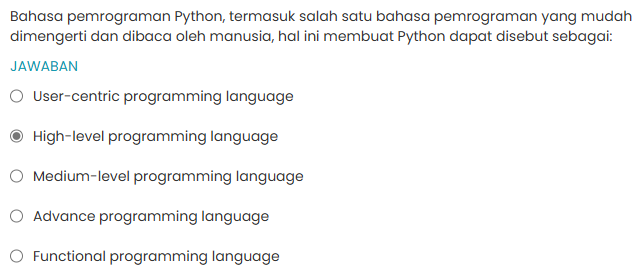 Bahasa pemrograman Python, termasuk salah satu bahasa pemrograman yang mudah
dimengerti dan dibaca oleh manusia, hal ini membuat Python dapat disebut sebagai:
JAWABAN
User-centric programming language
High-level programming language
Medium-level programming language
Advance programming language
Functional programming language